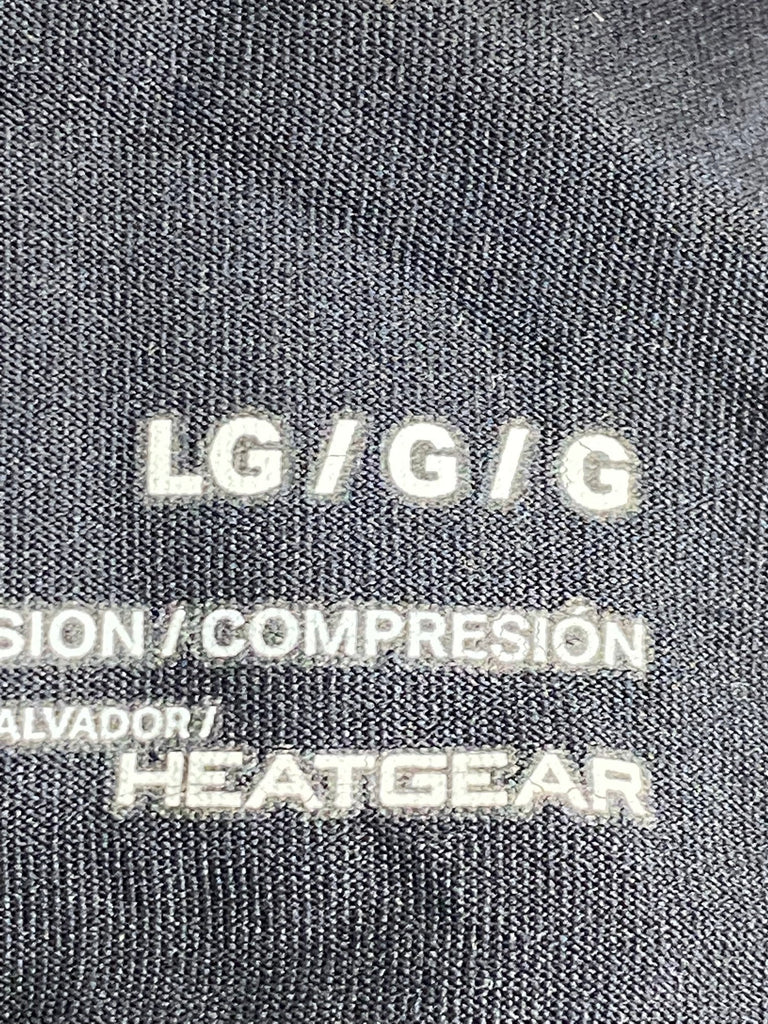 LG / G / G
SION / COMPRESIÓN
ALVADOR /
HEATGEAR